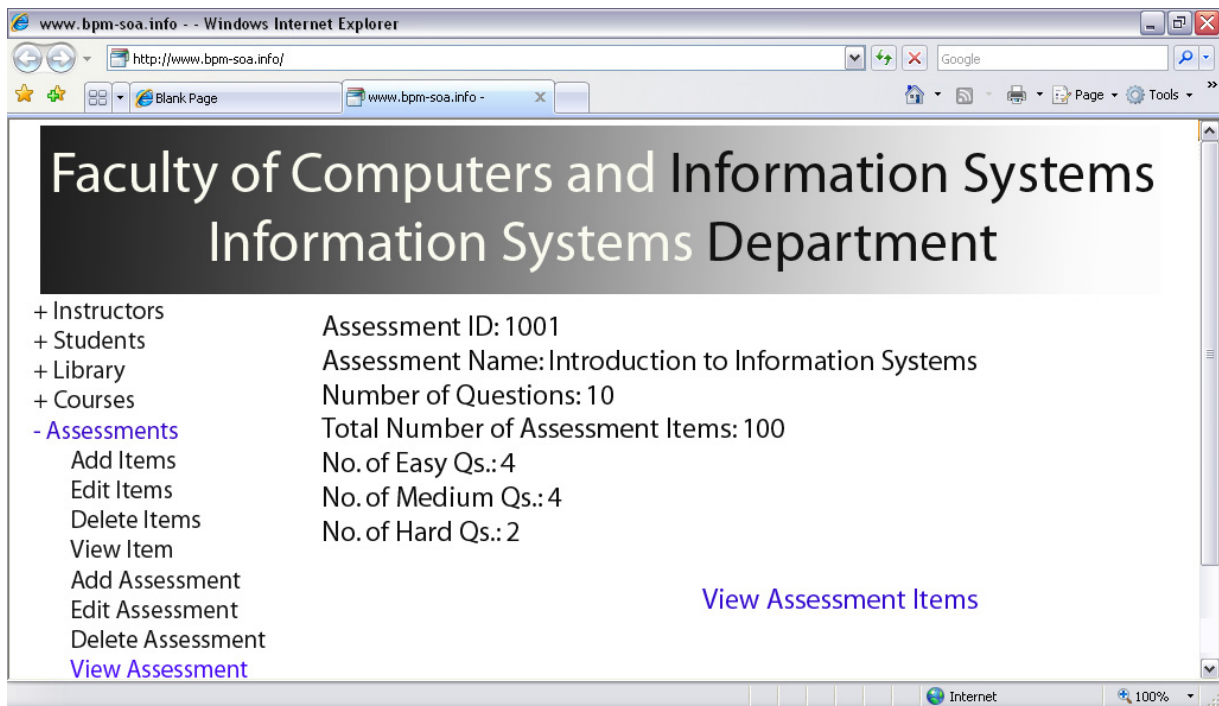 www.bpm-soa.info - - Windows Internet Explorer
http://www.bpm-soa.info/
Google
Blank Page
www.bpm-soa.info -
Page
Tools
Faculty of Computers and Information Systems
Information Systems Department
+ Instructors
+ Students
+ Library
+ Courses
- Assessments
Add Items
Edit Items
Delete Items
View Item
Add Assessment
Edit Assessment
Delete Assessment
View Assessment
Assessment ID: 1001
Assessment Name: Introduction to Information Systems
Number of Questions: 10
Total Number of Assessment Items: 100
No. of Easy Qs.: 4
No. of Medium Qs.: 4
No. of Hard Qs.: 2
View Assessment Items
Internet
100%